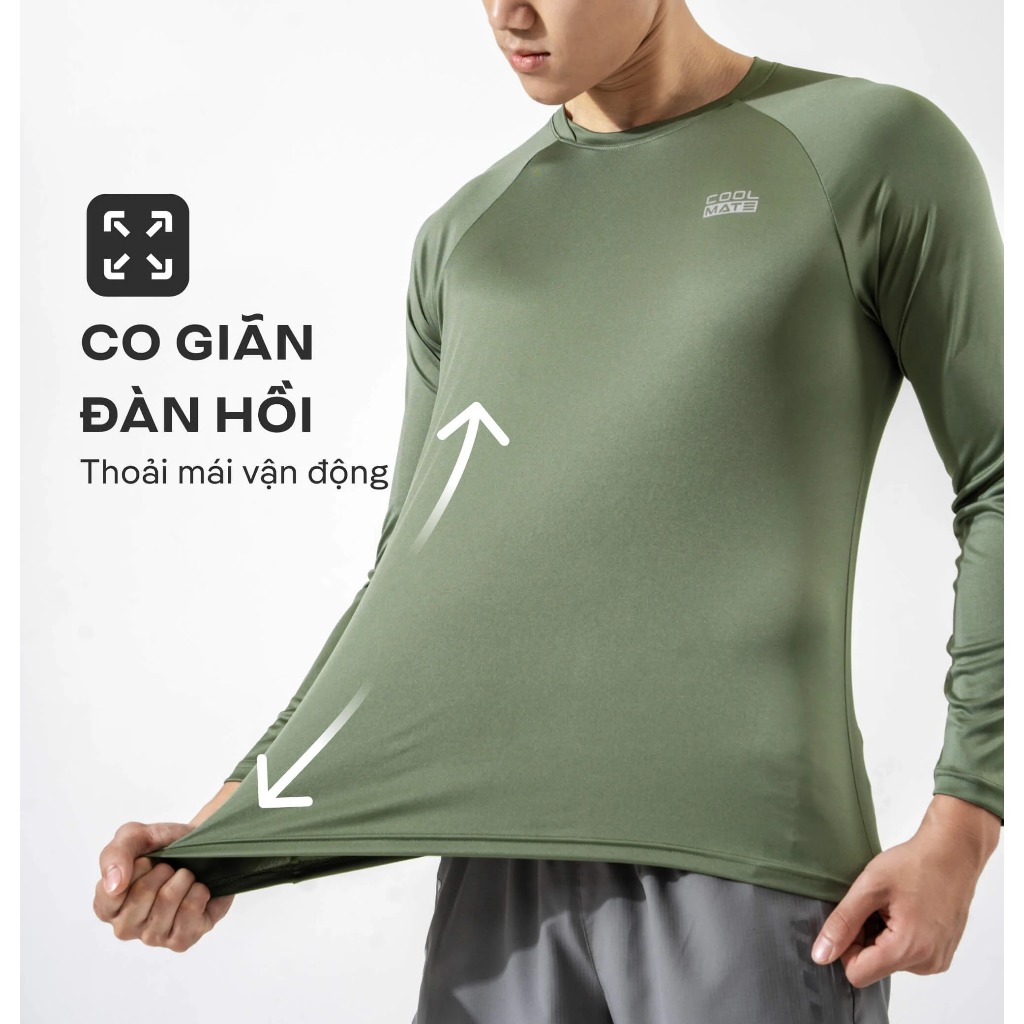 COOL
MATE
CO GIÃN
ĐÀN HỒI
Thoải mái vận động